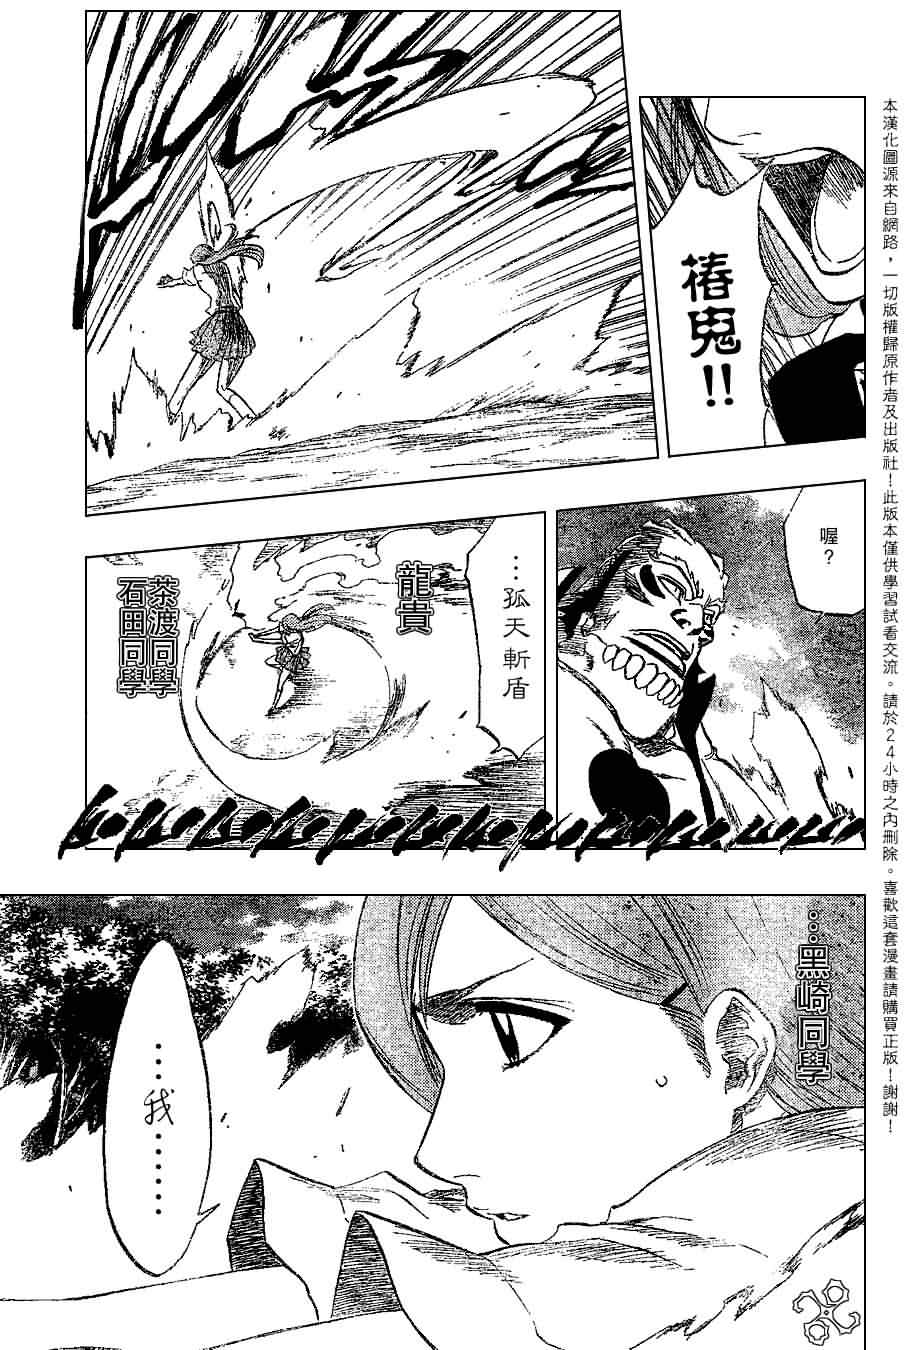 椿鬼!!
喔？
…孤天斬盾
龍貴
茶渡同學
石田同學
…黑崎同學
…我………
本漢化圖源來自網路，一切版權歸原作者及出版社！此版本僅供學習試看交流。請於24小時之內刪除。喜歡這套漫畫請購買正版！謝謝！